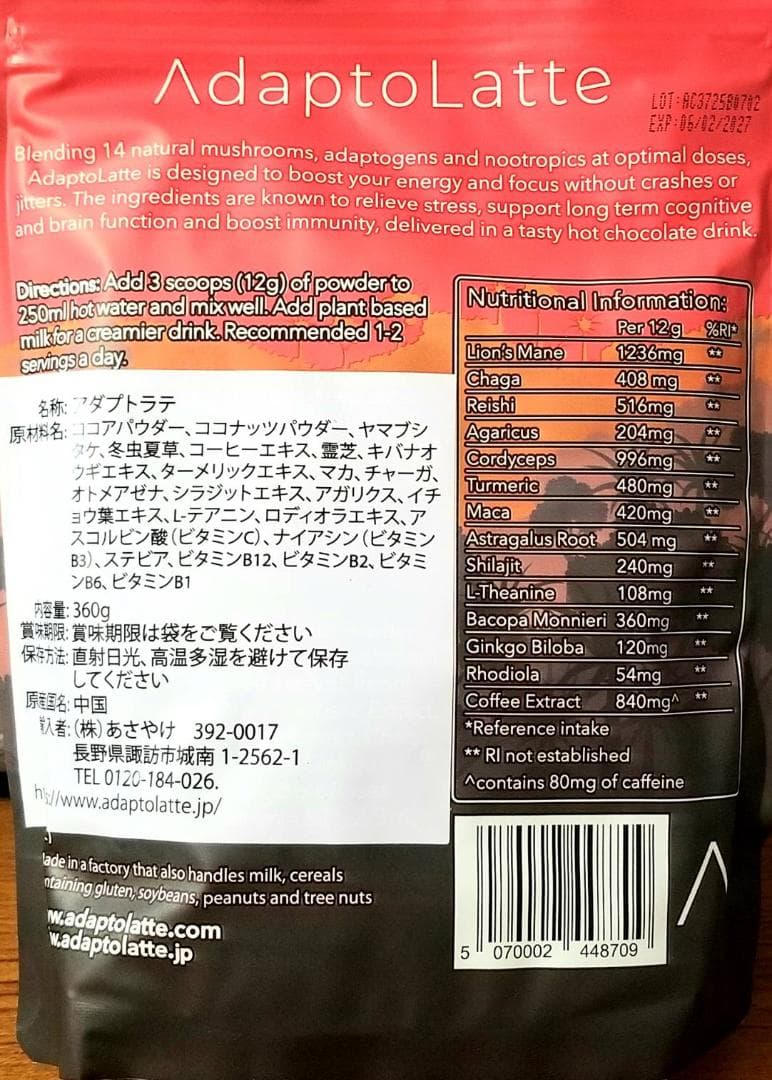 AdaptoLatte
LOT:AC3725B0702
EXP:06/02/2027
Blending 14 natural mushrooms, adaptogens and nootropics at optimal doses,
AdaptoLatte is designed to boost your energy and focus without crashes or
jitters. The ingredients are known to relieve stress, support long term cognitive
and brain function and boost immunity, delivered in a tasty hot chocolate drink.
Directions: Add 3 scoops (12g) of powder to
250ml hot water and mix well. Add plant based
milk for a creamier drink. Recommended 1-2
servings a day.
名称: アダプトラテ
原材料名: ココアパウダー、ココナッツパウダー、ヤマブシ
タケ、冬虫夏草、コーヒーエキス、霊芝、キバナオ
ウギエキス、ターメリックエキス、マカ、チャーガ、
オトメアゼナ、シラジットエキス、アガリクス、イチ
ョウ葉エキス、L-テアニン、ロディオラエキス、ア
スコルビン酸(ビタミンC)、ナイアシン(ビタミン
B3)、ステビア、ビタミンB12、ビタミンB2、ビタミ
ンB6、ビタミンB1
内容量: 360g
賞味期限: 賞味期限は袋をご覧ください
保存方法: 直射日光、高温多湿を避けて保存
してください
原産国名: 中国
輸入者: (株)あさやけ 392-0017
長野県諏訪市城南 1-2562-1
TEL 0120-184-026.
//www.adaptolatte.jp/
ade in a factory that also handles milk, cereals
ntaining gluten, soybeans, peanuts and tree nuts
w.adaptolatte.com
w.adaptolatte.jp
Nutritional Information:
Per 12g %RI*
Lion's Mane 1236mg **
Chaga 408 mg **
Reishi 516mg **
Agaricus 204mg **
Cordyceps 996mg **
Turmeric 480mg **
Maca 420mg **
Astragalus Root 504 mg **
Shilajit 240mg **
L-Theanine 108mg **
Bacopa Monnieri 360mg **
Ginkgo Biloba 120mg **
Rhodiola 54mg **
Coffee Extract 840mg^ **
*Reference intake
** RI not established
^contains 80mg of caffeine
5 070002 448709